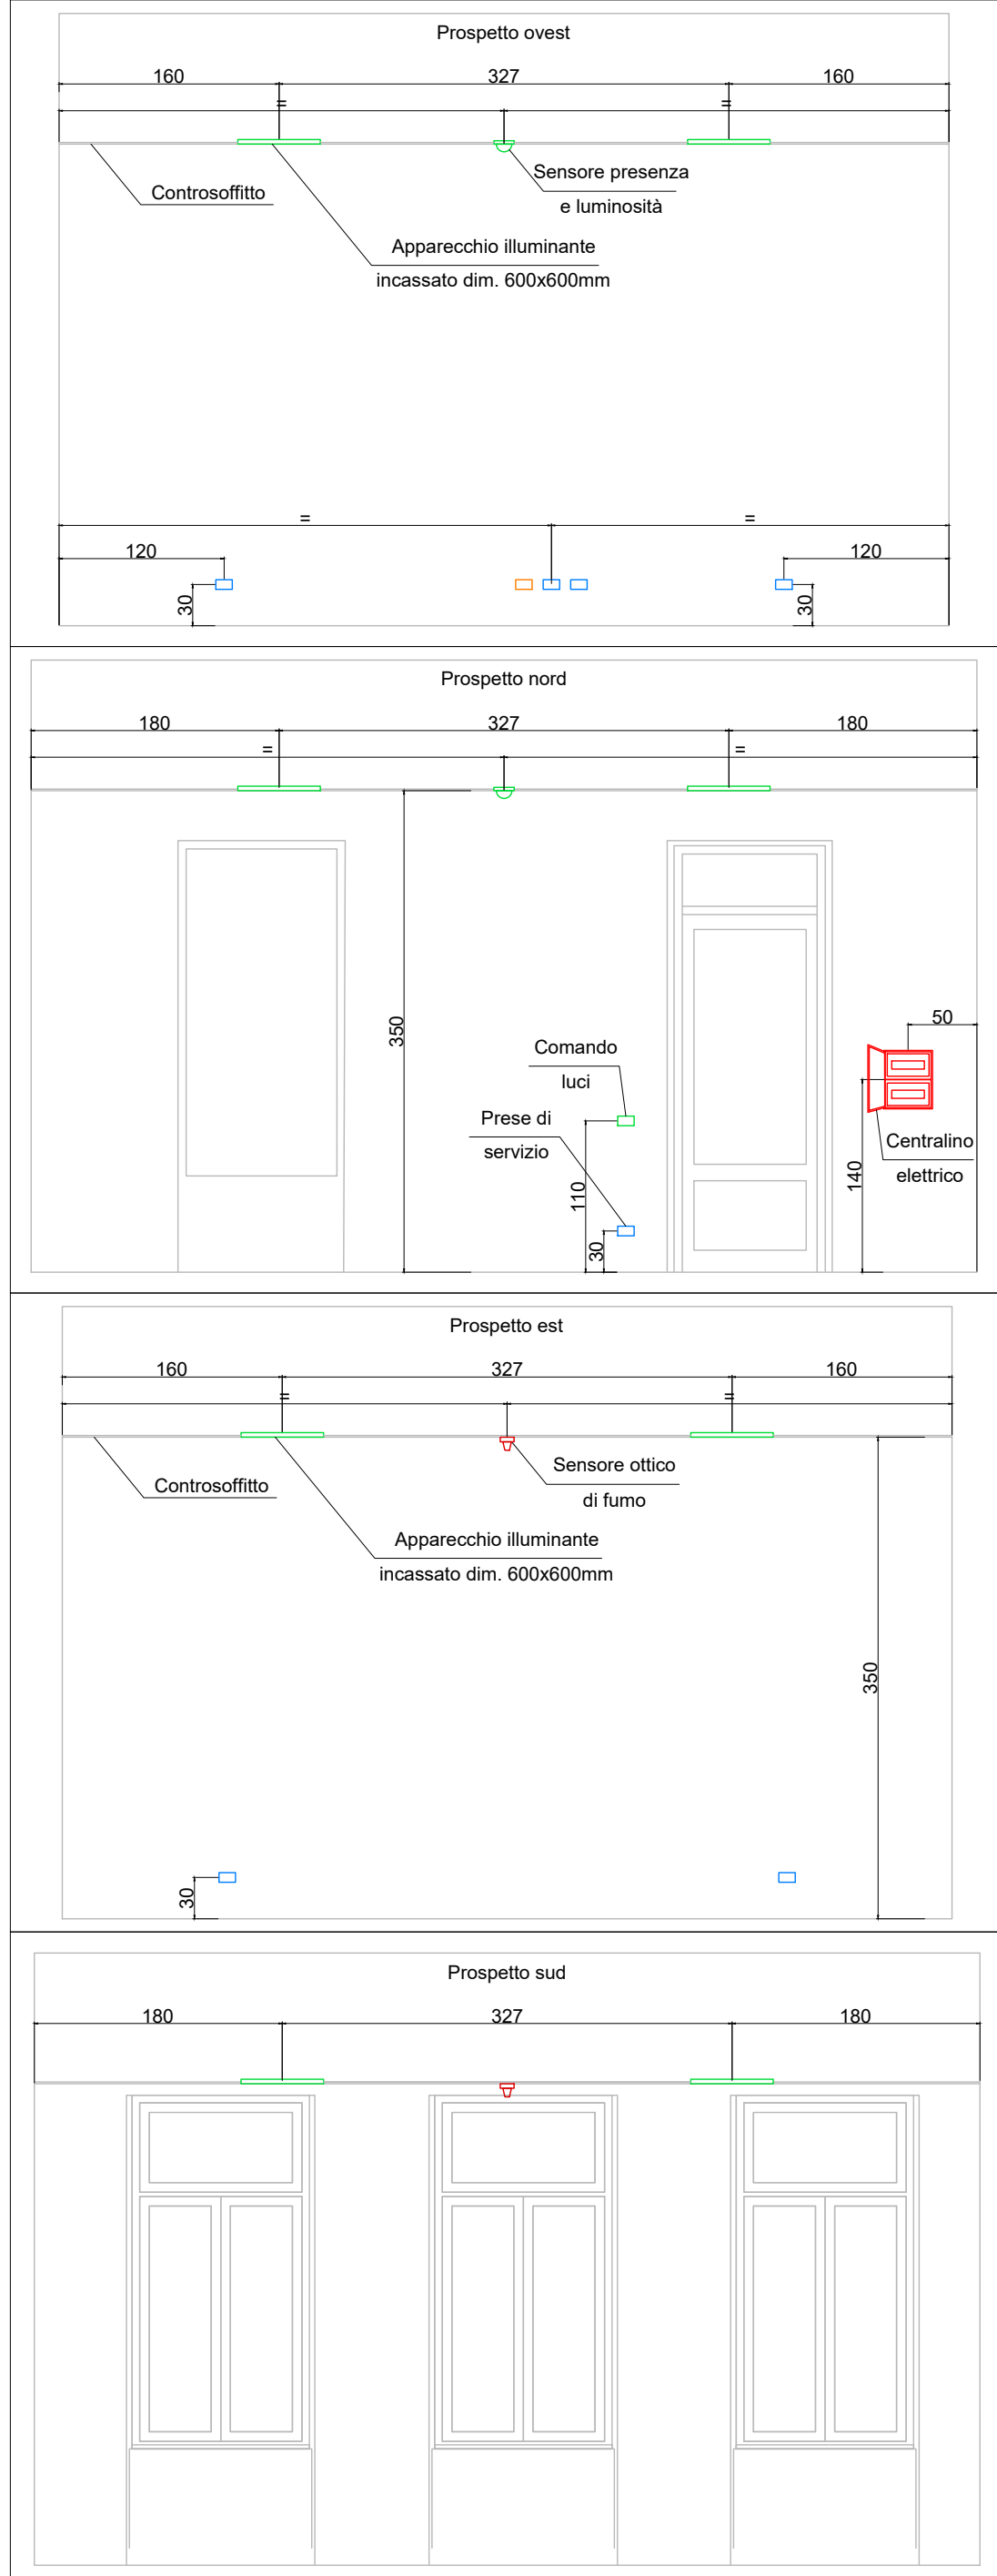 Prospetto ovest
160 327 160
= =
Sensore presenza
e luminosità
Controsoffitto
Apparecchio illuminante
incassato dim. 600x600mm
= =
120 120
30 30
Prospetto nord
180 327 180
= =
350
50
Comando
luci
Prese di
servizio
Centralino
elettrico
140
110
30
Prospetto est
160 327 160
= =
Sensore ottico
di fumo
Controsoffitto
Apparecchio illuminante
incassato dim. 600x600mm
350
30
Prospetto sud
180 327 180